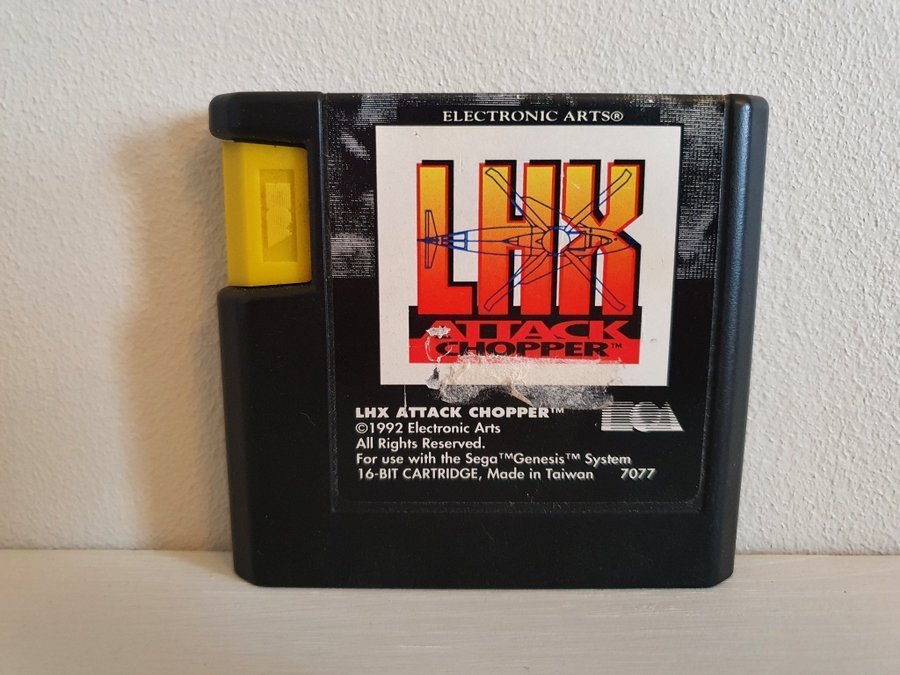 ELECTRONIC ARTS®
LHX
ATTACK
CHOPPER™
LHX ATTACK CHOPPER™
©1992 Electronic Arts
All Rights Reserved.
For use with the Sega™Genesis™ System
16-BIT CARTRIDGE, Made in Taiwan 7077